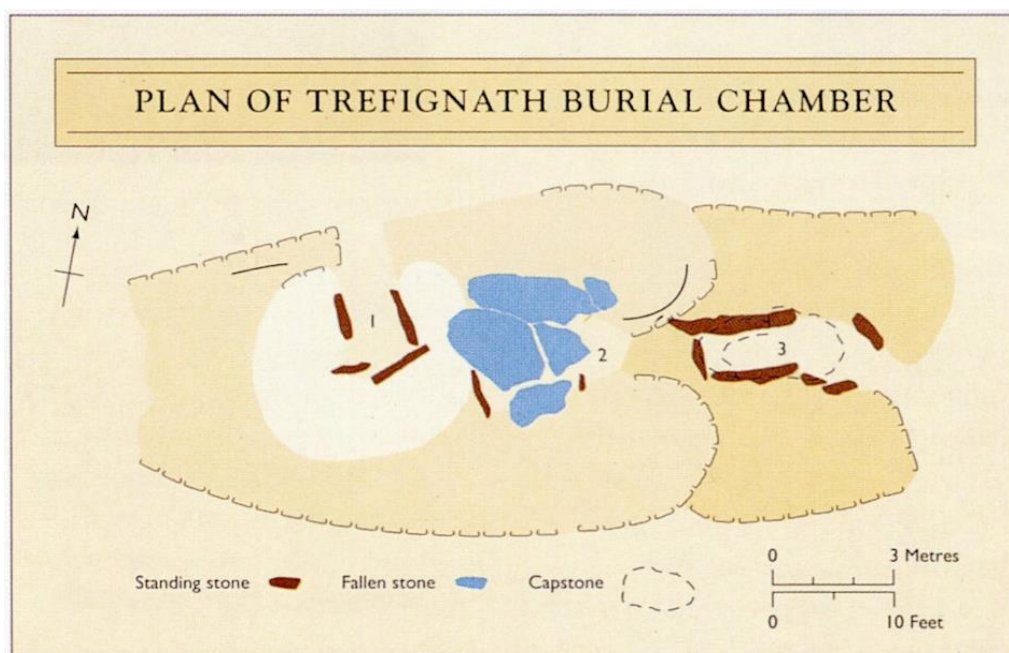 PLAN OF TREFIGNATH BURIAL CHAMBER
N
1
2
3
Standing stone
Fallen stone
Capstone
0 3 Metres
0 10 Feet